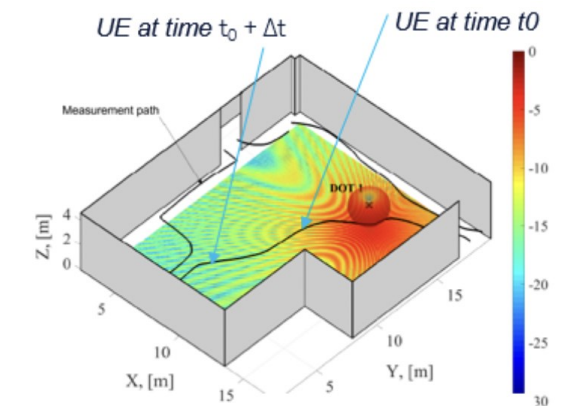 UE at time t₀ + Δt
UE at time t0
Measurement path
DOT 1
Z, [m]
4
2
0
5
10
15
X, [m]
5
10
15
Y, [m]
0
-5
-10
-15
-20
-25
30